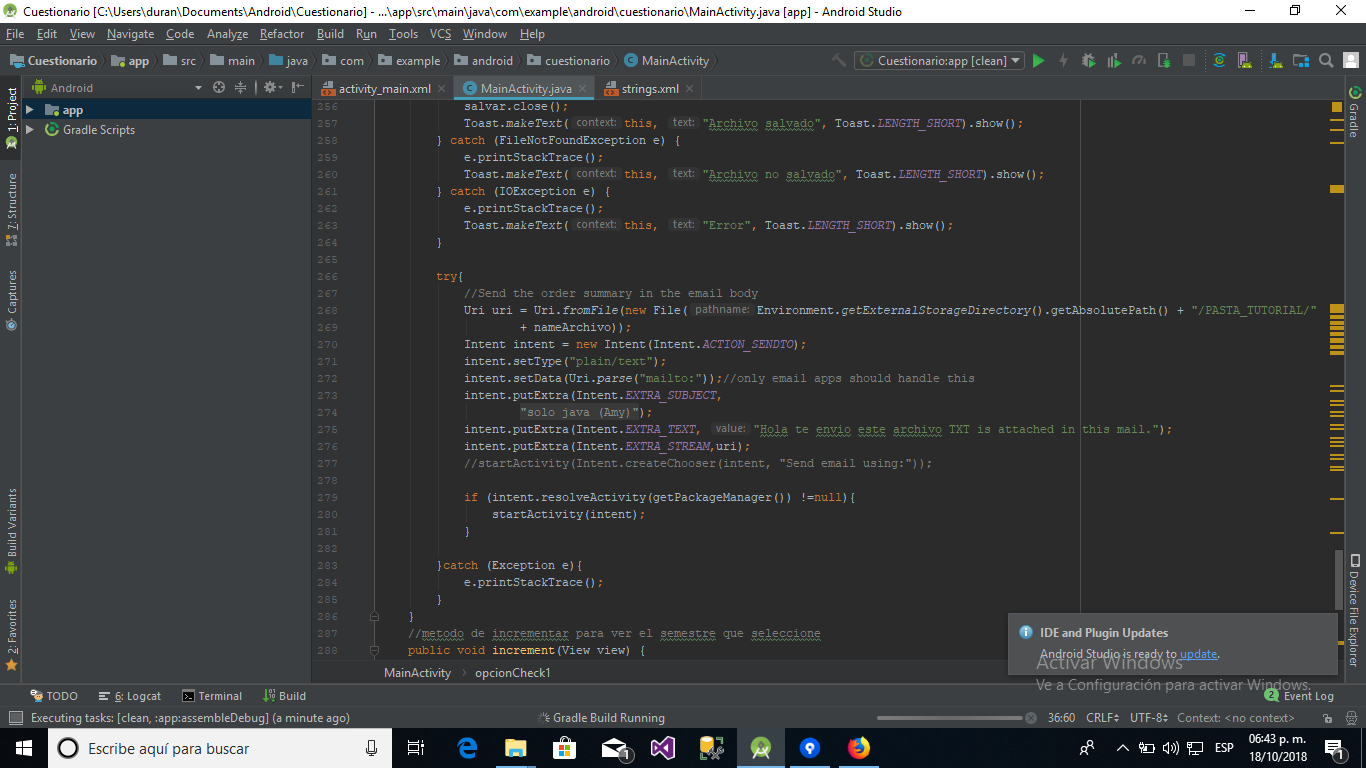 Cuestionario [C:\Users\duran\Documents\Android\Cuestionario] - ...\app\src\main\java\com\example\android\cuestionario\MainActivity.java [app] - Android Studio
File Edit View Navigate Code Analyze Refactor Build Run Tools VCS Window Help
Cuestionario app src main java com example android cuestionario MainActivity Cuestionario:app [clean]
Android
activity_main.xml MainActivity.java strings.xml
1: Project
7: Structure
Captures
Build Variants
2: Favorites
app
Gradle Scripts
256 salvar.close();
257 Toast.makeText( context: this, text: "Archivo salvado", Toast.LENGTH_SHORT).show();
258 } catch (FileNotFoundException e) {
259 e.printStackTrace();
260 Toast.makeText( context: this, text: "Archivo no salvado", Toast.LENGTH_SHORT).show();
261 } catch (IOException e) {
262 e.printStackTrace();
263 Toast.makeText( context: this, text: "Error", Toast.LENGTH_SHORT).show();
264 }
265
266 try{
267 //Send the order summary in the email body
268 Uri uri = Uri.fromFile(new File( pathname: Environment.getExternalStorageDirectory().getAbsolutePath() + "/PASTA_TUTORIAL/"
269 + nameArchivo));
270 Intent intent = new Intent(Intent.ACTION_SENDTO);
271 intent.setType("plain/text");
272 intent.setData(Uri.parse("mailto:"));//only email apps should handle this
273 intent.putExtra(Intent.EXTRA_SUBJECT,
274 "solo java (Amy)");
275 intent.putExtra(Intent.EXTRA_TEXT, value: "Hola te envio este archivo TXT is attached in this mail.");
276 intent.putExtra(Intent.EXTRA_STREAM,uri);
277 //startActivity(Intent.createChooser(intent, "Send email using:"));
278
279 if (intent.resolveActivity(getPackageManager()) !=null){
280 startActivity(intent);
281 }
282
283 }catch (Exception e){
284 e.printStackTrace();
285 }
286 }
287 //metodo de incrementar para ver el semestre que seleccione
288 public void increment(View view) {
MainActivity opcionCheck1
Gradle
Device File Explorer
IDE and Plugin Updates
Android Studio is ready to update.
Activar Windows
Ve a Configuración para activar Windows.
TODO 6: Logcat Terminal Build 2 Event Log
Executing tasks: [clean, :app:assembleDebug] (a minute ago) Gradle Build Running 36:60 CRLF UTF-8 Context: <no context>
Escribe aquí para buscar 1 ESP 06:43 p. m.
18/10/2018 1